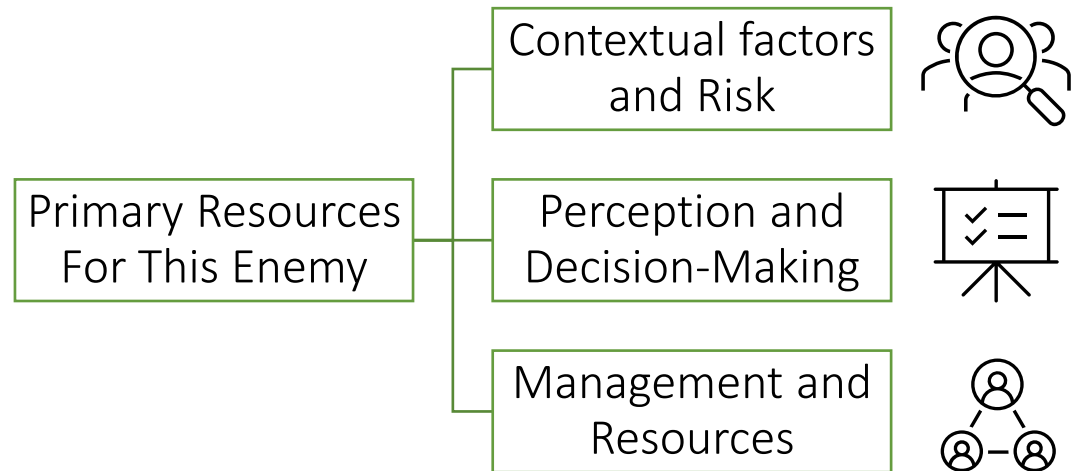 Contextual factors
and Risk
Primary Resources
For This Enemy
Perception and
Decision-Making
Management and
Resources